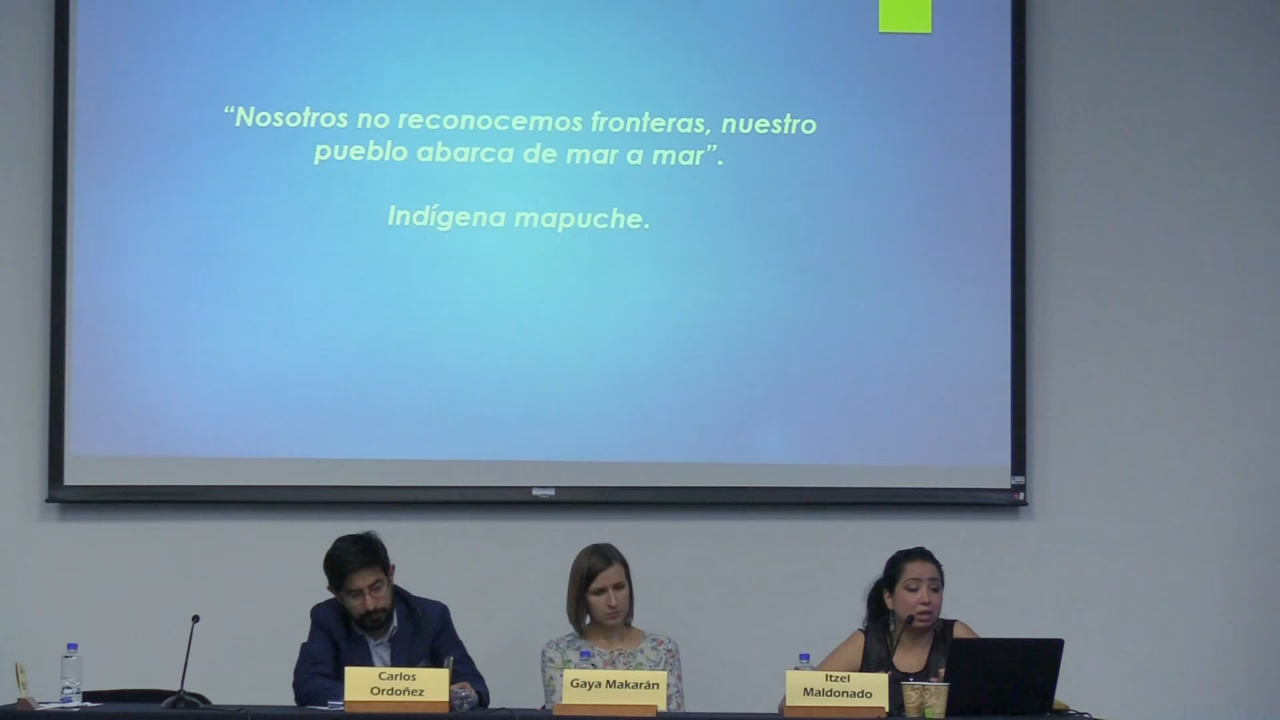 “Nosotros no reconocemos fronteras, nuestro
pueblo abarca de mar a mar”.
Indígena mapuche.
Carlos
Ordoñez
Gaya Makarán
Itzel
Maldonado